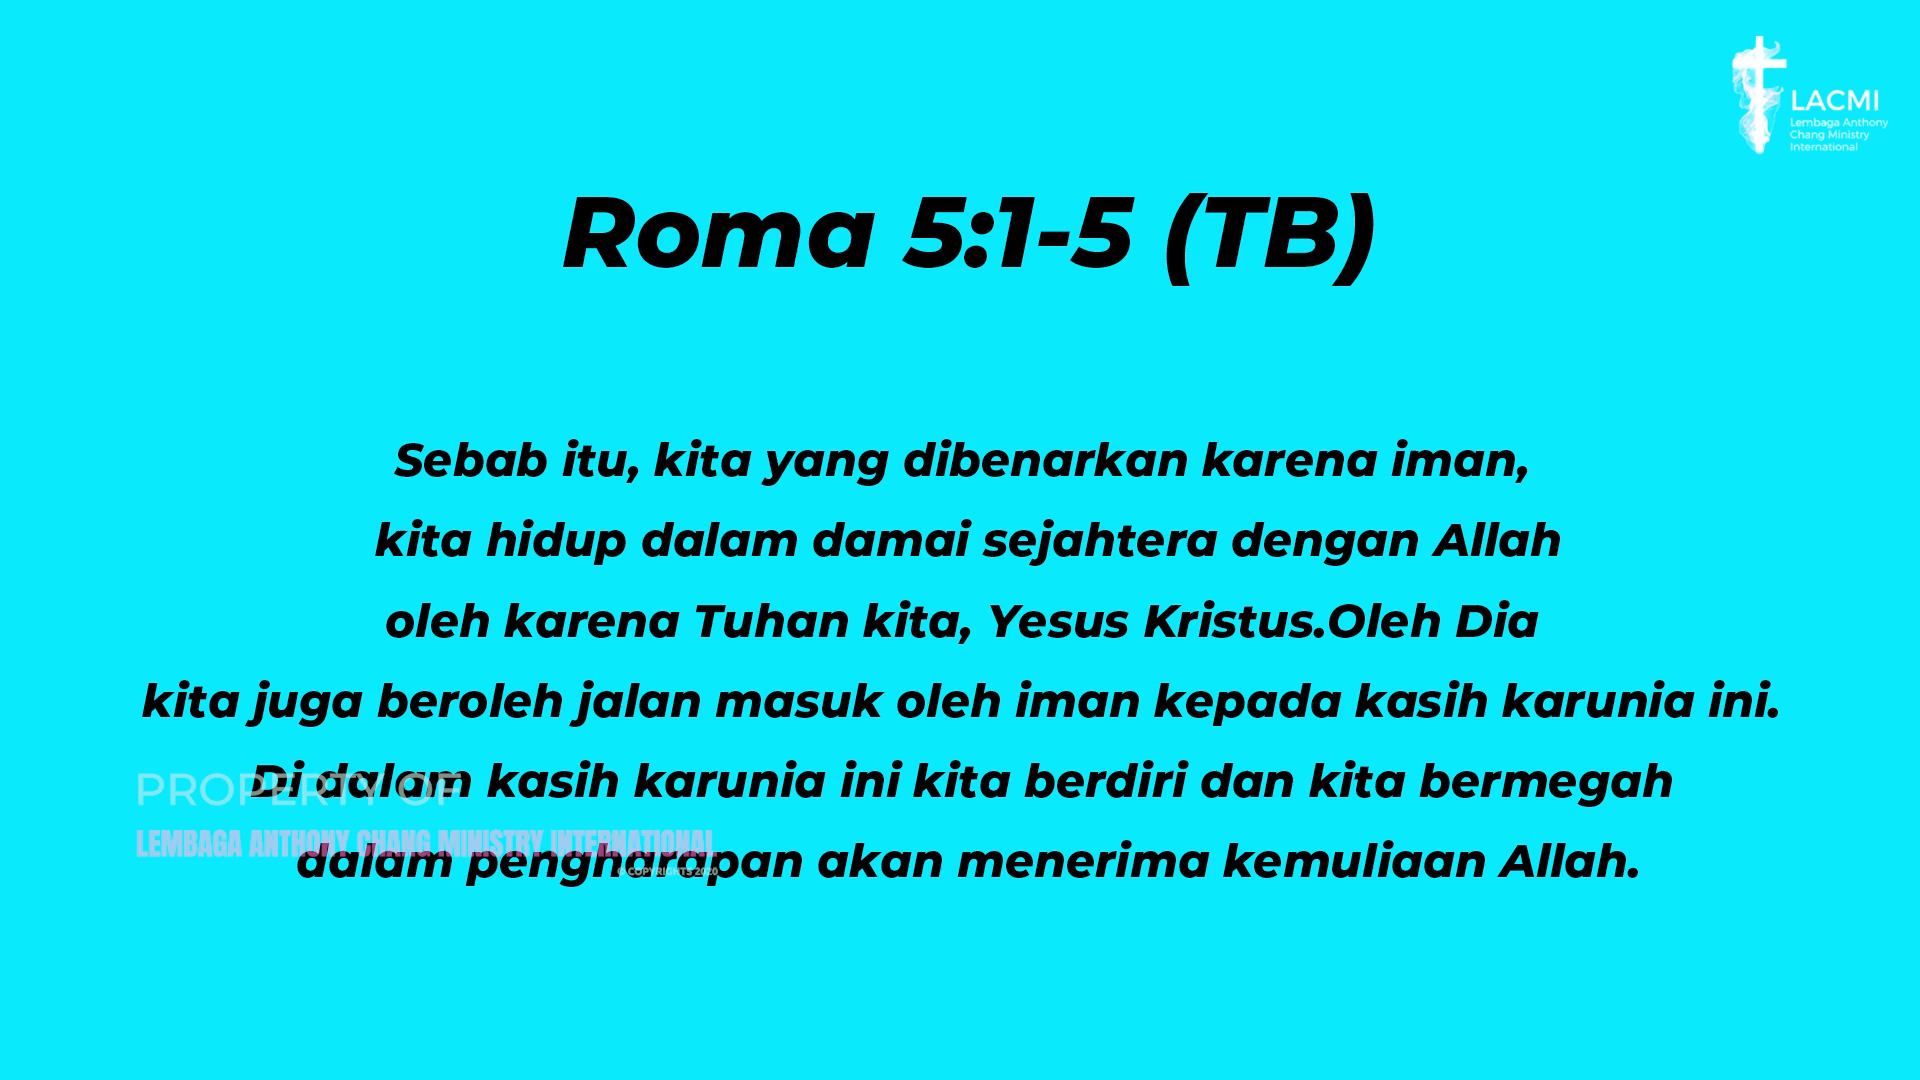 LACMI
Lembaga Anthony
Chang Ministry
International
Roma 5:1-5 (TB)
Sebab itu, kita yang dibenarkan karena iman,
kita hidup dalam damai sejahtera dengan Allah
oleh karena Tuhan kita, Yesus Kristus.Oleh Dia
kita juga beroleh jalan masuk oleh iman kepada kasih karunia ini.
Di dalam kasih karunia ini kita berdiri dan kita bermegah
dalam pengharapan akan menerima kemuliaan Allah.
PROPERTY OF
LEMBAGA ANTHONY CHANG MINISTRY INTERNATIONAL
© COPYRIGHTS 2020